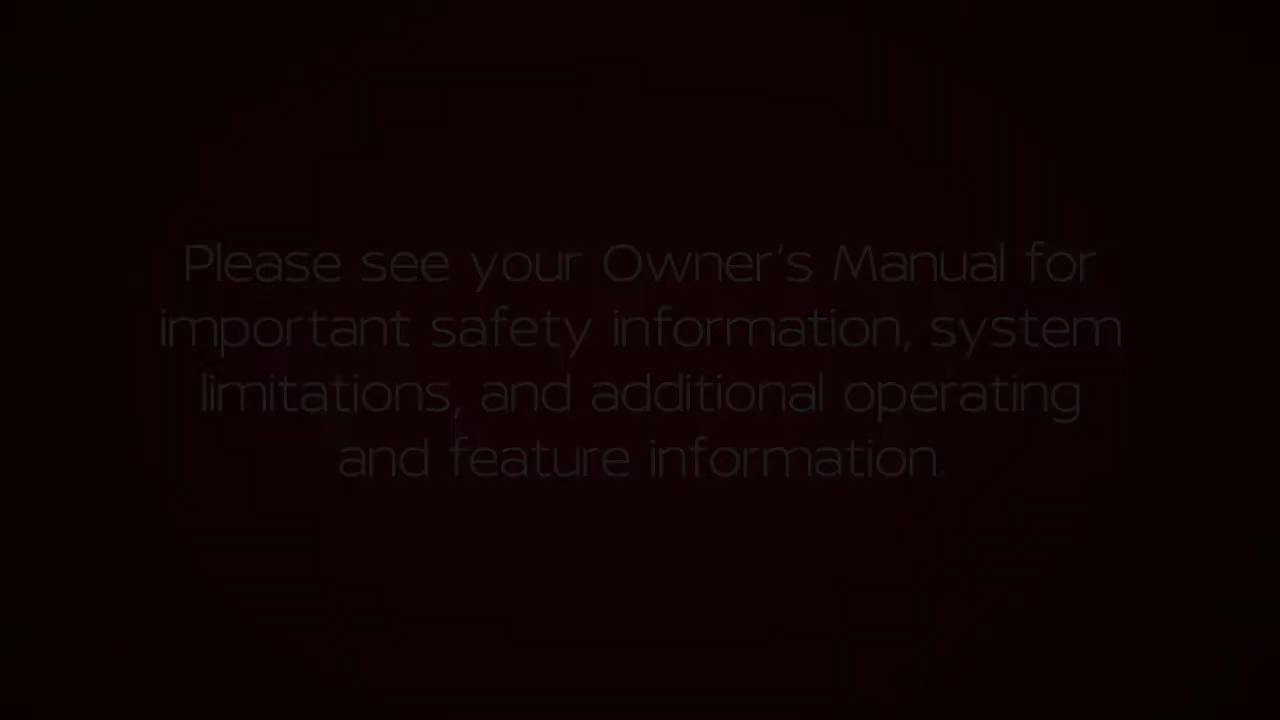 Please see your Owner's Manual for
important safety information, system
limitations, and additional operating
and feature information.